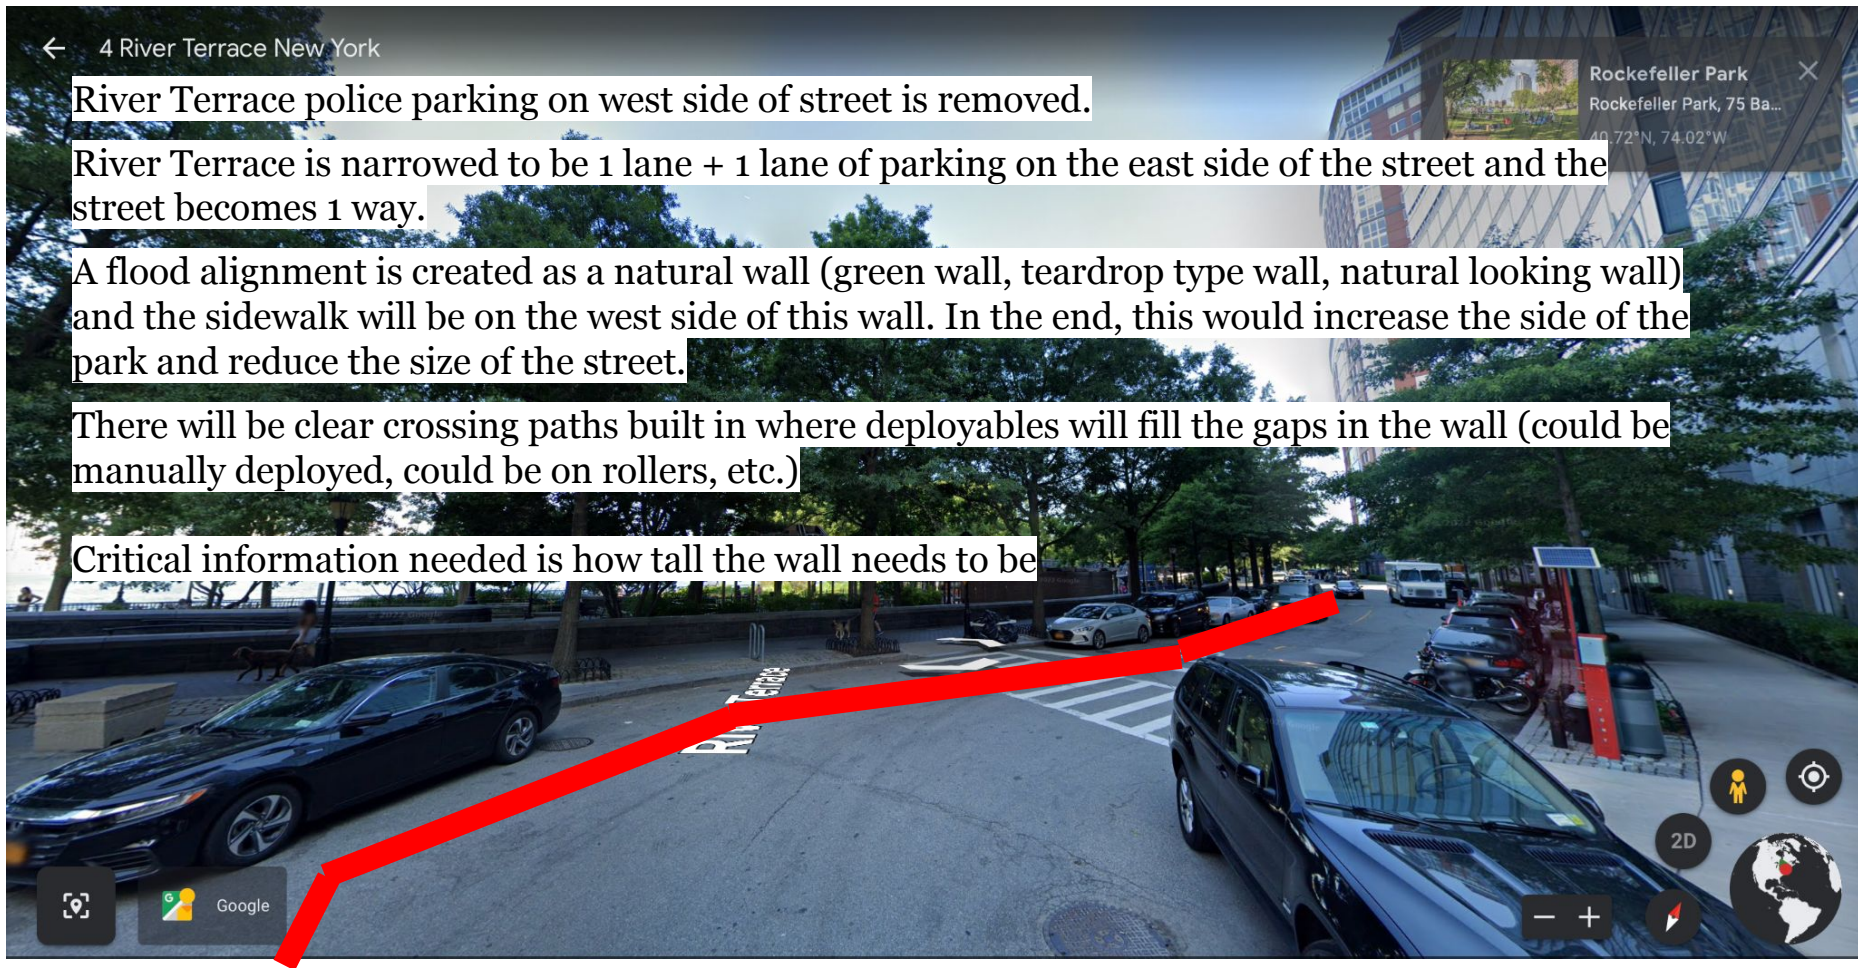 4 River Terrace New York
Rockefeller Park
Rockefeller Park, 75 Ba...
40.72°N, 74.02°W
River Terrace police parking on west side of street is removed.
River Terrace is narrowed to be 1 lane + 1 lane of parking on the east side of the street and the
street becomes 1 way.
A flood alignment is created as a natural wall (green wall, teardrop type wall, natural looking wall)
and the sidewalk will be on the west side of this wall. In the end, this would increase the side of the
park and reduce the size of the street.
There will be clear crossing paths built in where deployables will fill the gaps in the wall (could be
manually deployed, could be on rollers, etc.)
Critical information needed is how tall the wall needs to be
© 2022 Google
River Terrace
2D
Google